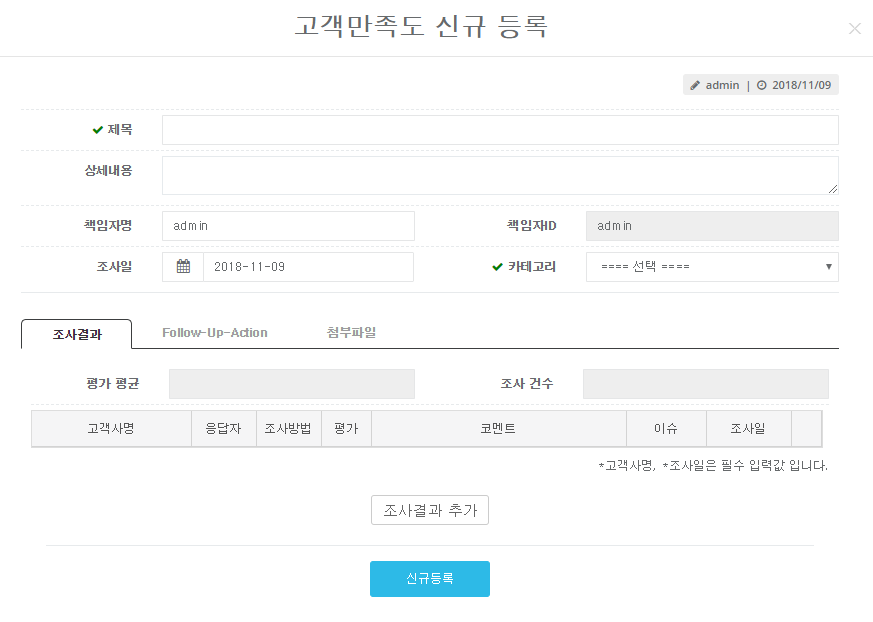 고객만족도 신규 등록
×
admin | 2018/11/09
제목
상세내용
책임자명 admin 책임자ID admin
조사일 2018-11-09 카테고리 ==== 선택 ====
조사결과 Follow-Up-Action 첨부파일
평가 평균 조사 건수
고객사명 응답자 조사방법 평가 코멘트 이슈 조사일
*고객사명, *조사일은 필수 입력값 입니다.
조사결과 추가
신규등록